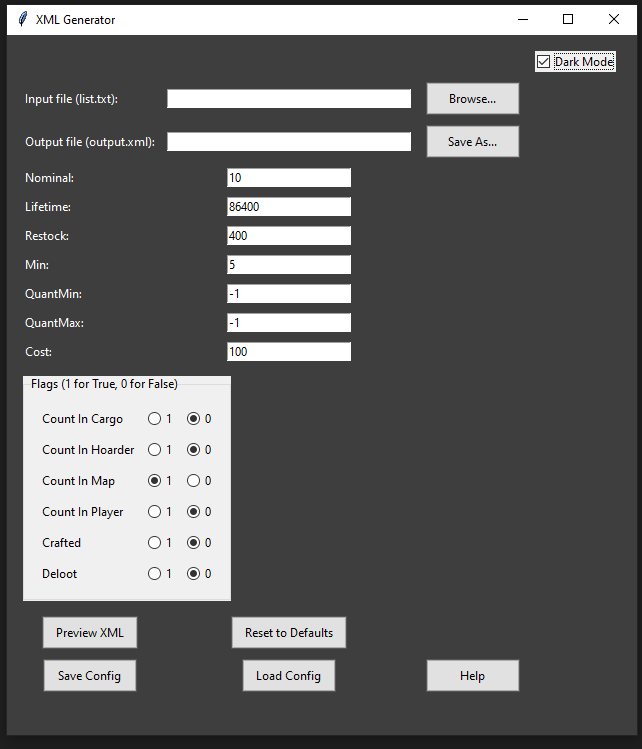 XML Generator
Dark Mode
Input file (list.txt): Browse...
Output file (output.xml): Save As...
Nominal: 10
Lifetime: 86400
Restock: 400
Min: 5
QuantMin: -1
QuantMax: -1
Cost: 100
Flags (1 for True, 0 for False)
Count In Cargo 1 0
Count In Hoarder 1 0
Count In Map 1 0
Count In Player 1 0
Crafted 1 0
Deloot 1 0
Preview XML Reset to Defaults
Save Config Load Config Help